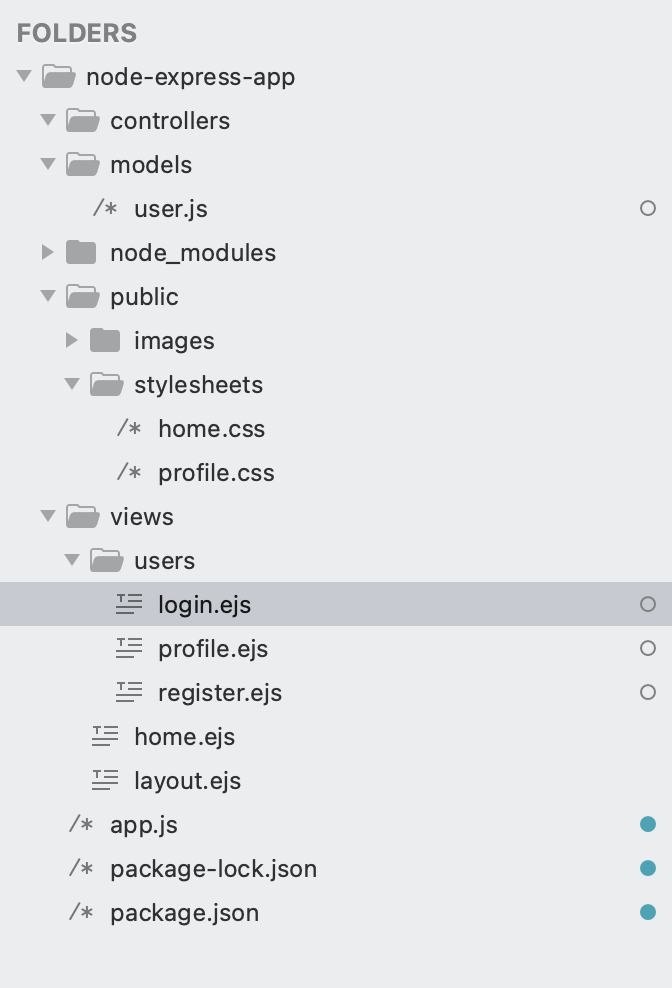 FOLDERS
node-express-app
controllers
models
user.js
node_modules
public
images
stylesheets
home.css
profile.css
views
users
login.ejs
profile.ejs
register.ejs
home.ejs
layout.ejs
app.js
package-lock.json
package.json